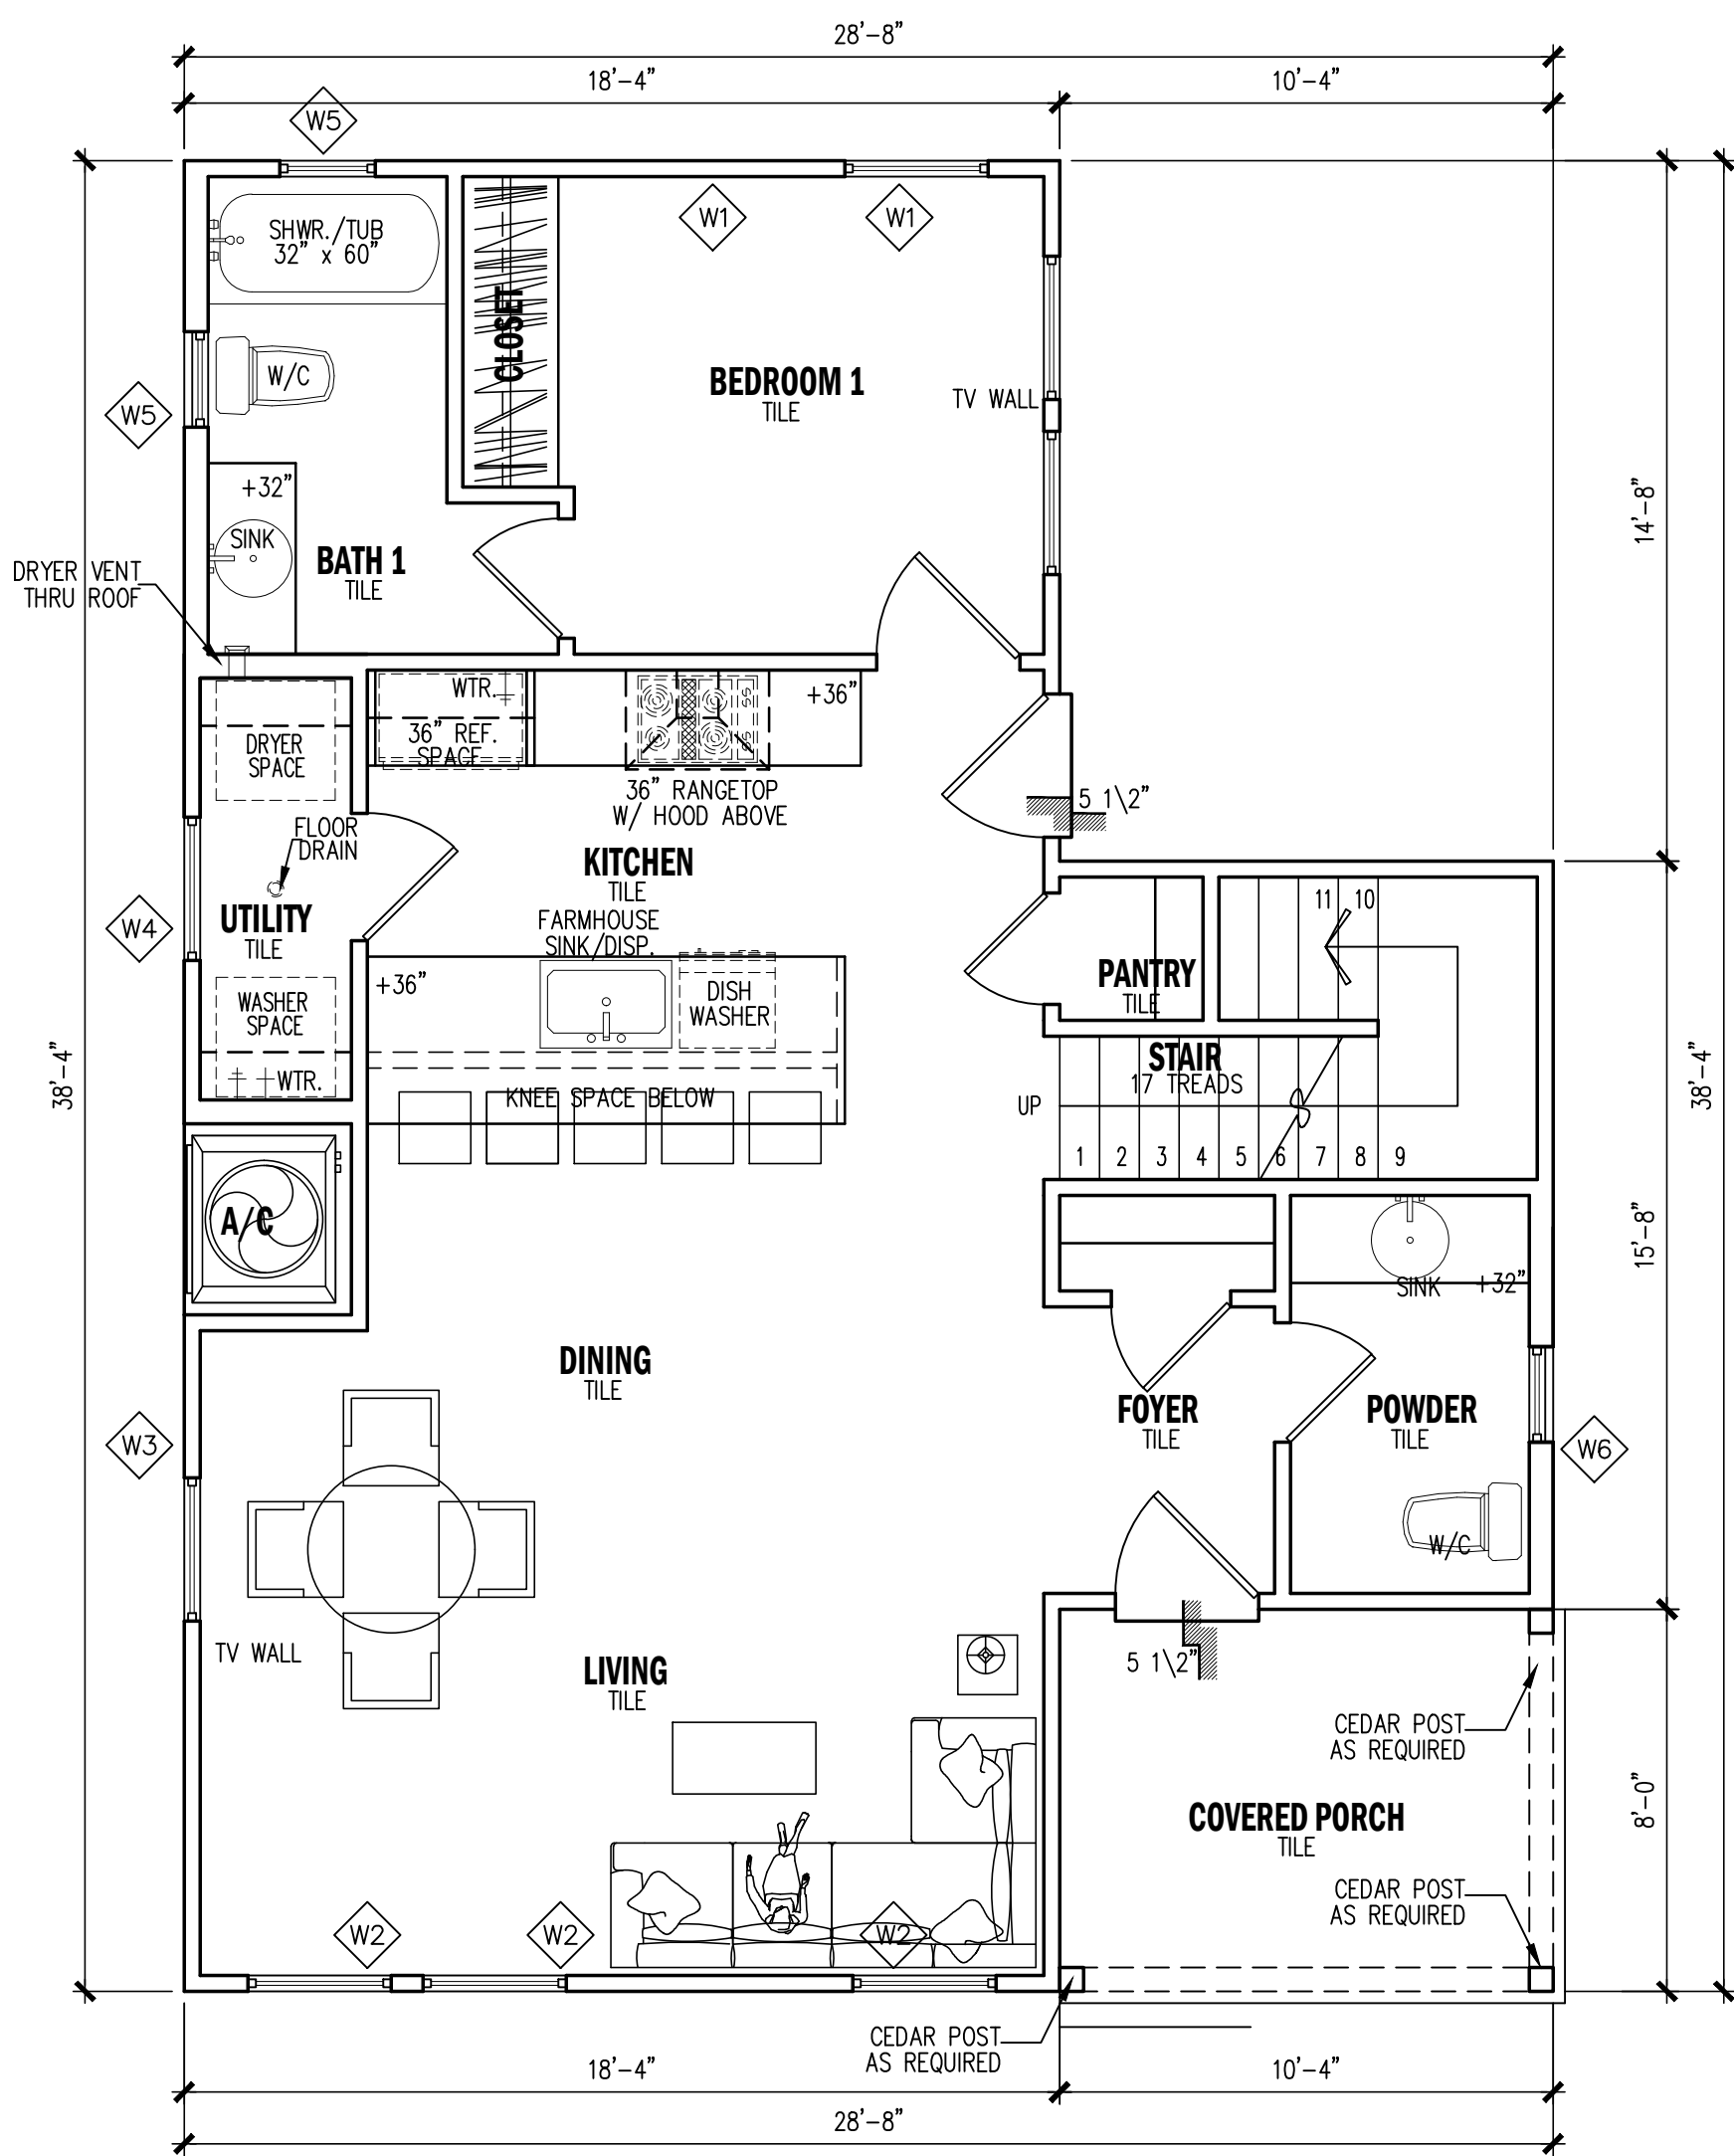 28'-8"
18'-4"
10'-4"
W5
W1
W1
SHWR./TUB
32" x 60"
CLOSET
W/C
BEDROOM 1
TILE
TV WALL
W5
+32"
SINK
14'-8"
BATH 1
TILE
DRYER VENT
THRU ROOF
WTR.
+36"
36" REF.
SPACE
DRYER
SPACE
36" RANGETOP
W/ HOOD ABOVE
5 1\2"
FLOOR
DRAIN
KITCHEN
TILE
11
10
W4
UTILITY
TILE
FARMHOUSE
SINK/DISP.
PANTRY
TILE
+36"
DISH
WASHER
WASHER
SPACE
STAIR
17 TREADS
38'-4"
38'-4"
WTR.
KNEE SPACE BELOW
UP
1
2
3
4
5
6
7
8
9
A/C
15'-8"
SINK
+32"
DINING
TILE
FOYER
TILE
POWDER
TILE
W3
W6
W/C
TV WALL
LIVING
TILE
5 1\2"
CEDAR POST
AS REQUIRED
COVERED PORCH
TILE
8'-0"
CEDAR POST
AS REQUIRED
W2
W2
W2
CEDAR POST
AS REQUIRED
18'-4"
10'-4"
28'-8"